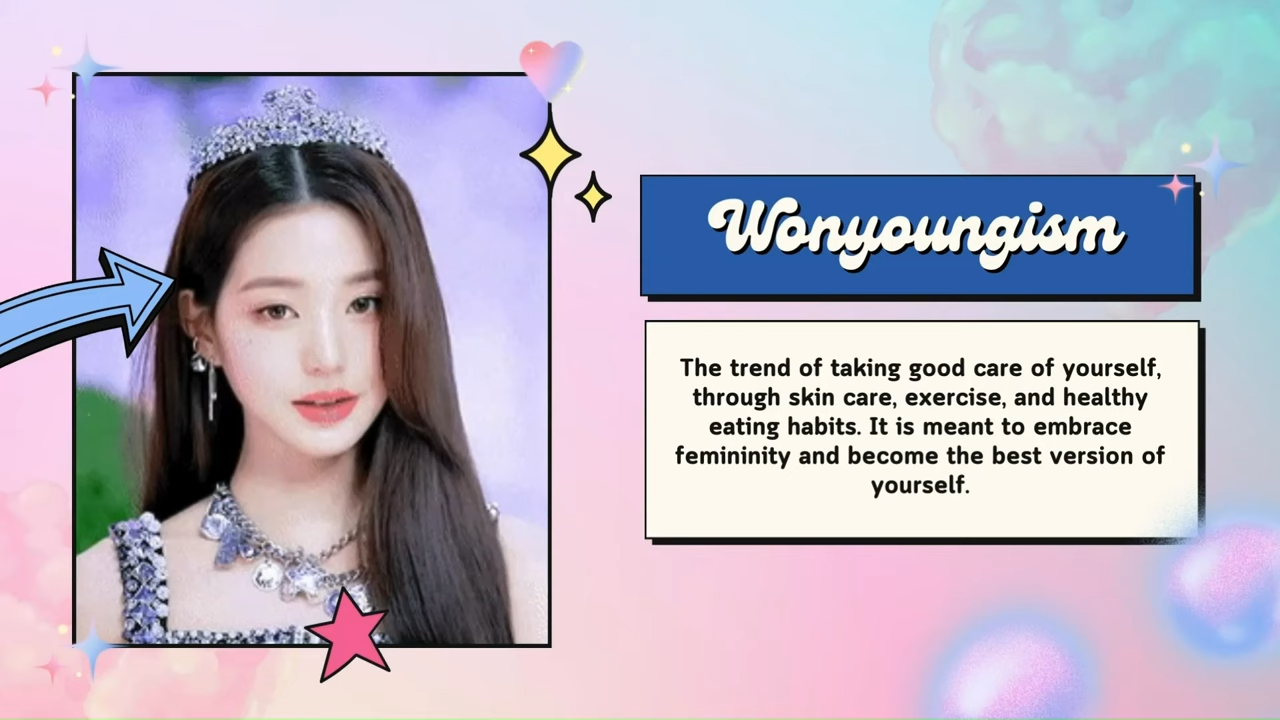 Wonyoungism
The trend of taking good care of yourself,
through skin care, exercise, and healthy
eating habits. It is meant to embrace
femininity and become the best version of
yourself.